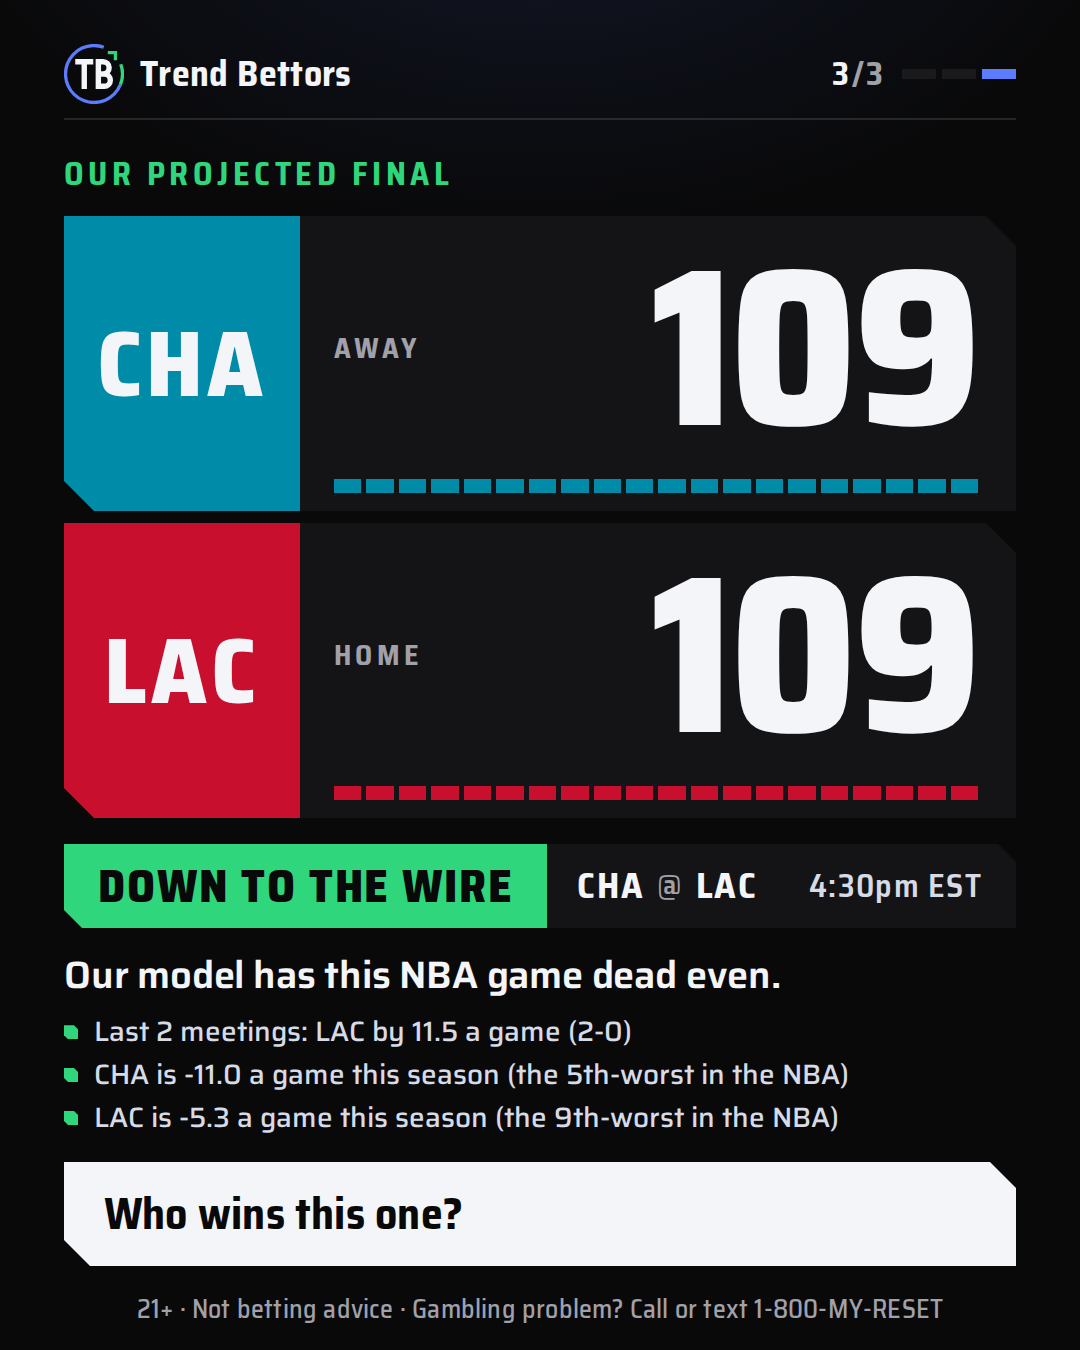 TB Trend Bettors 3/3
OUR PROJECTED FINAL
CHA AWAY 109
LAC HOME 109
DOWN TO THE WIRE CHA @ LAC 4:30pm EST
Our model has this NBA game dead even.
Last 2 meetings: LAC by 11.5 a game (2-0)
CHA is -11.0 a game this season (the 5th-worst in the NBA)
LAC is -5.3 a game this season (the 9th-worst in the NBA)
Who wins this one?
21+ · Not betting advice · Gambling problem? Call or text 1-800-MY-RESET